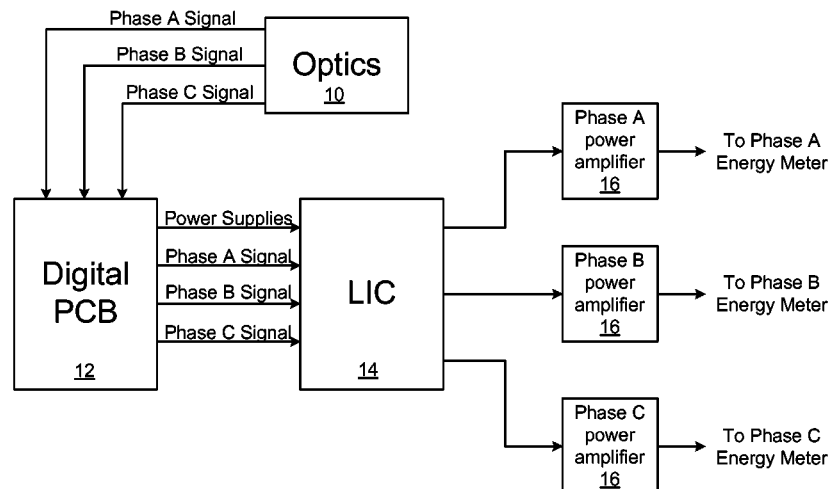 Phase A Signal
Phase B Signal
Phase C Signal
Optics
10
Digital
PCB
12
Power Supplies
Phase A Signal
Phase B Signal
Phase C Signal
LIC
14
Phase A
power
amplifier
16
To Phase A
Energy Meter
Phase B
power
amplifier
16
To Phase B
Energy Meter
Phase C
power
amplifier
16
To Phase C
Energy Meter